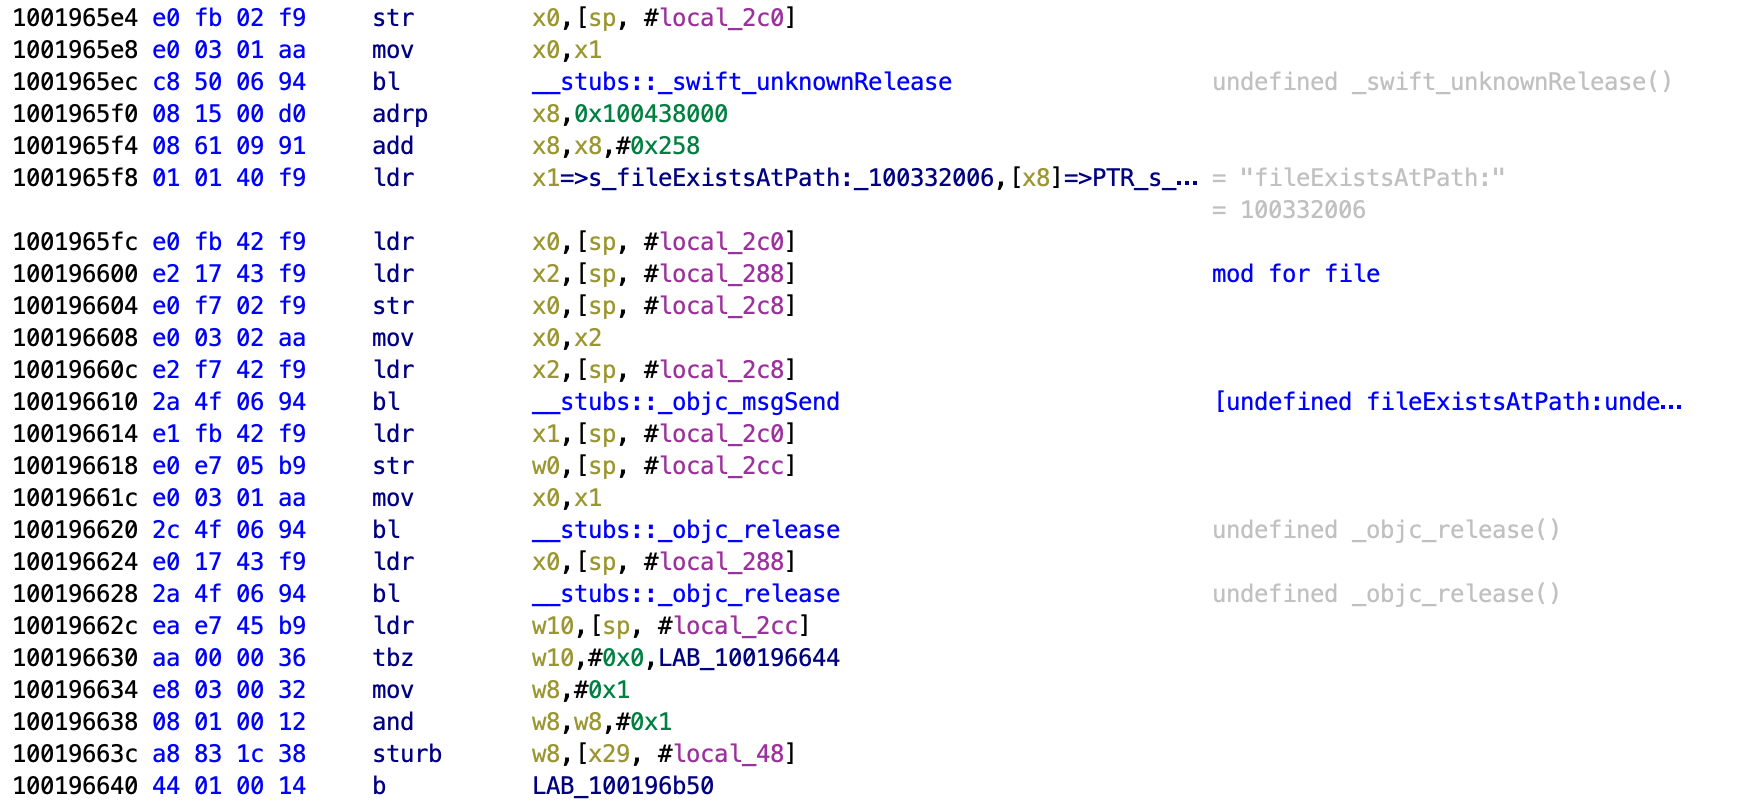 1001965e4 e0 fb 02 f9 str x0,[sp, #local_2c0]
1001965e8 e0 03 01 aa mov x0,x1
1001965ec c8 50 06 94 bl __stubs::_swift_unknownRelease undefined _swift_unknownRelease()
1001965f0 08 15 00 d0 adrp x8,0x100438000
1001965f4 08 61 09 91 add x8,x8,#0x258
1001965f8 01 01 40 f9 ldr x1=>s_fileExistsAtPath:_100332006,[x8]=>PTR_s_... = "fileExistsAtPath:"
= 100332006
1001965fc e0 fb 42 f9 ldr x0,[sp, #local_2c0]
100196600 e2 17 43 f9 ldr x2,[sp, #local_288] mod for file
100196604 e0 f7 02 f9 str x0,[sp, #local_2c8]
100196608 e0 03 02 aa mov x0,x2
10019660c e2 f7 42 f9 ldr x2,[sp, #local_2c8]
100196610 2a 4f 06 94 bl __stubs::_objc_msgSend [undefined fileExistsAtPath:unde...
100196614 e1 fb 42 f9 ldr x1,[sp, #local_2c0]
100196618 e0 e7 05 b9 str w0,[sp, #local_2cc]
10019661c e0 03 01 aa mov x0,x1
100196620 2c 4f 06 94 bl __stubs::_objc_release undefined _objc_release()
100196624 e0 17 43 f9 ldr x0,[sp, #local_288]
100196628 2a 4f 06 94 bl __stubs::_objc_release undefined _objc_release()
10019662c ea e7 45 b9 ldr w10,[sp, #local_2cc]
100196630 aa 00 00 36 tbz w10,#0x0,LAB_100196644
100196634 e8 03 00 32 mov w8,#0x1
100196638 08 01 00 12 and w8,w8,#0x1
10019663c a8 83 1c 38 sturb w8,[x29, #local_48]
100196640 44 01 00 14 b LAB_100196b50